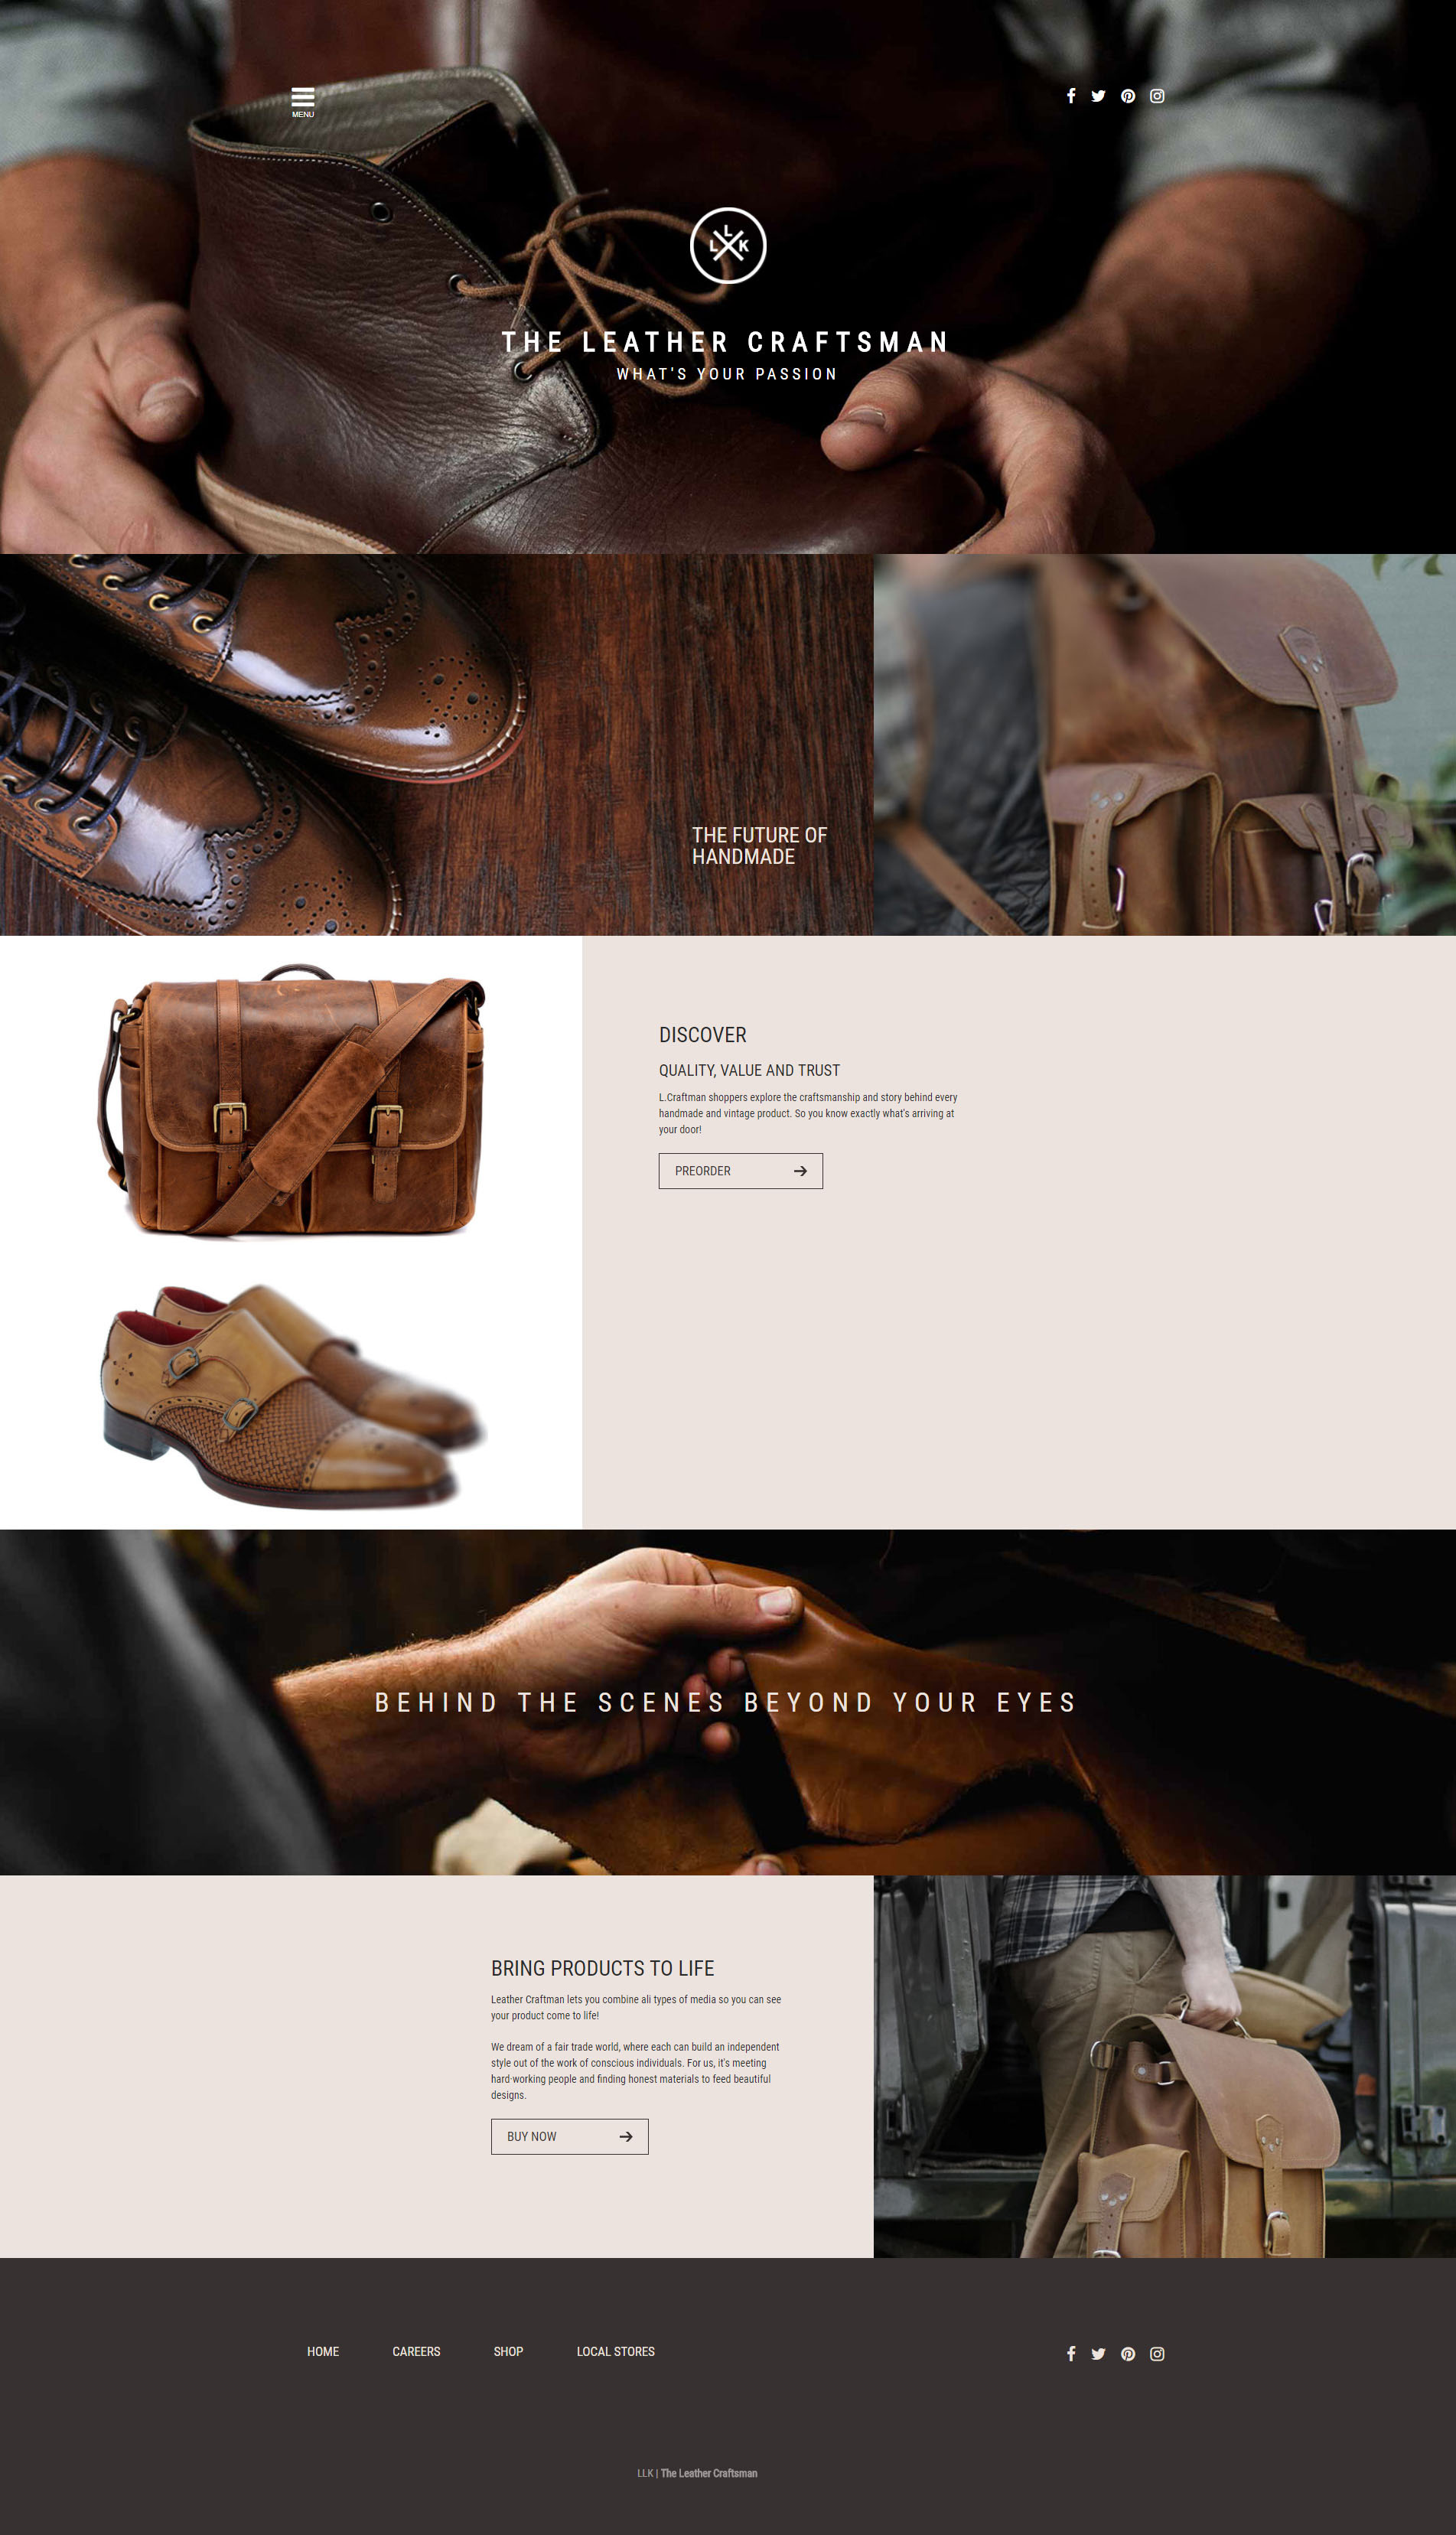 MENU
L
L K
THE LEATHER CRAFTSMAN
WHAT'S YOUR PASSION
THE FUTURE OF
HANDMADE
DISCOVER
QUALITY, VALUE AND TRUST
L.Craftman shoppers explore the craftsmanship and story behind every
handmade and vintage product. So you know exactly what's arriving at
your door!
PREORDER
BEHIND THE SCENES BEYOND YOUR EYES
BRING PRODUCTS TO LIFE
Leather Craftman lets you combine ali types of media so you can see
your product come to life!
We dream of a fair trade world, where each can build an independent
style out of the work of conscious individuals. For us, it's meeting
hard-working people and finding honest materials to feed beautiful
designs.
BUY NOW
HOME CAREERS SHOP LOCAL STORES
LLK | The Leather Craftsman